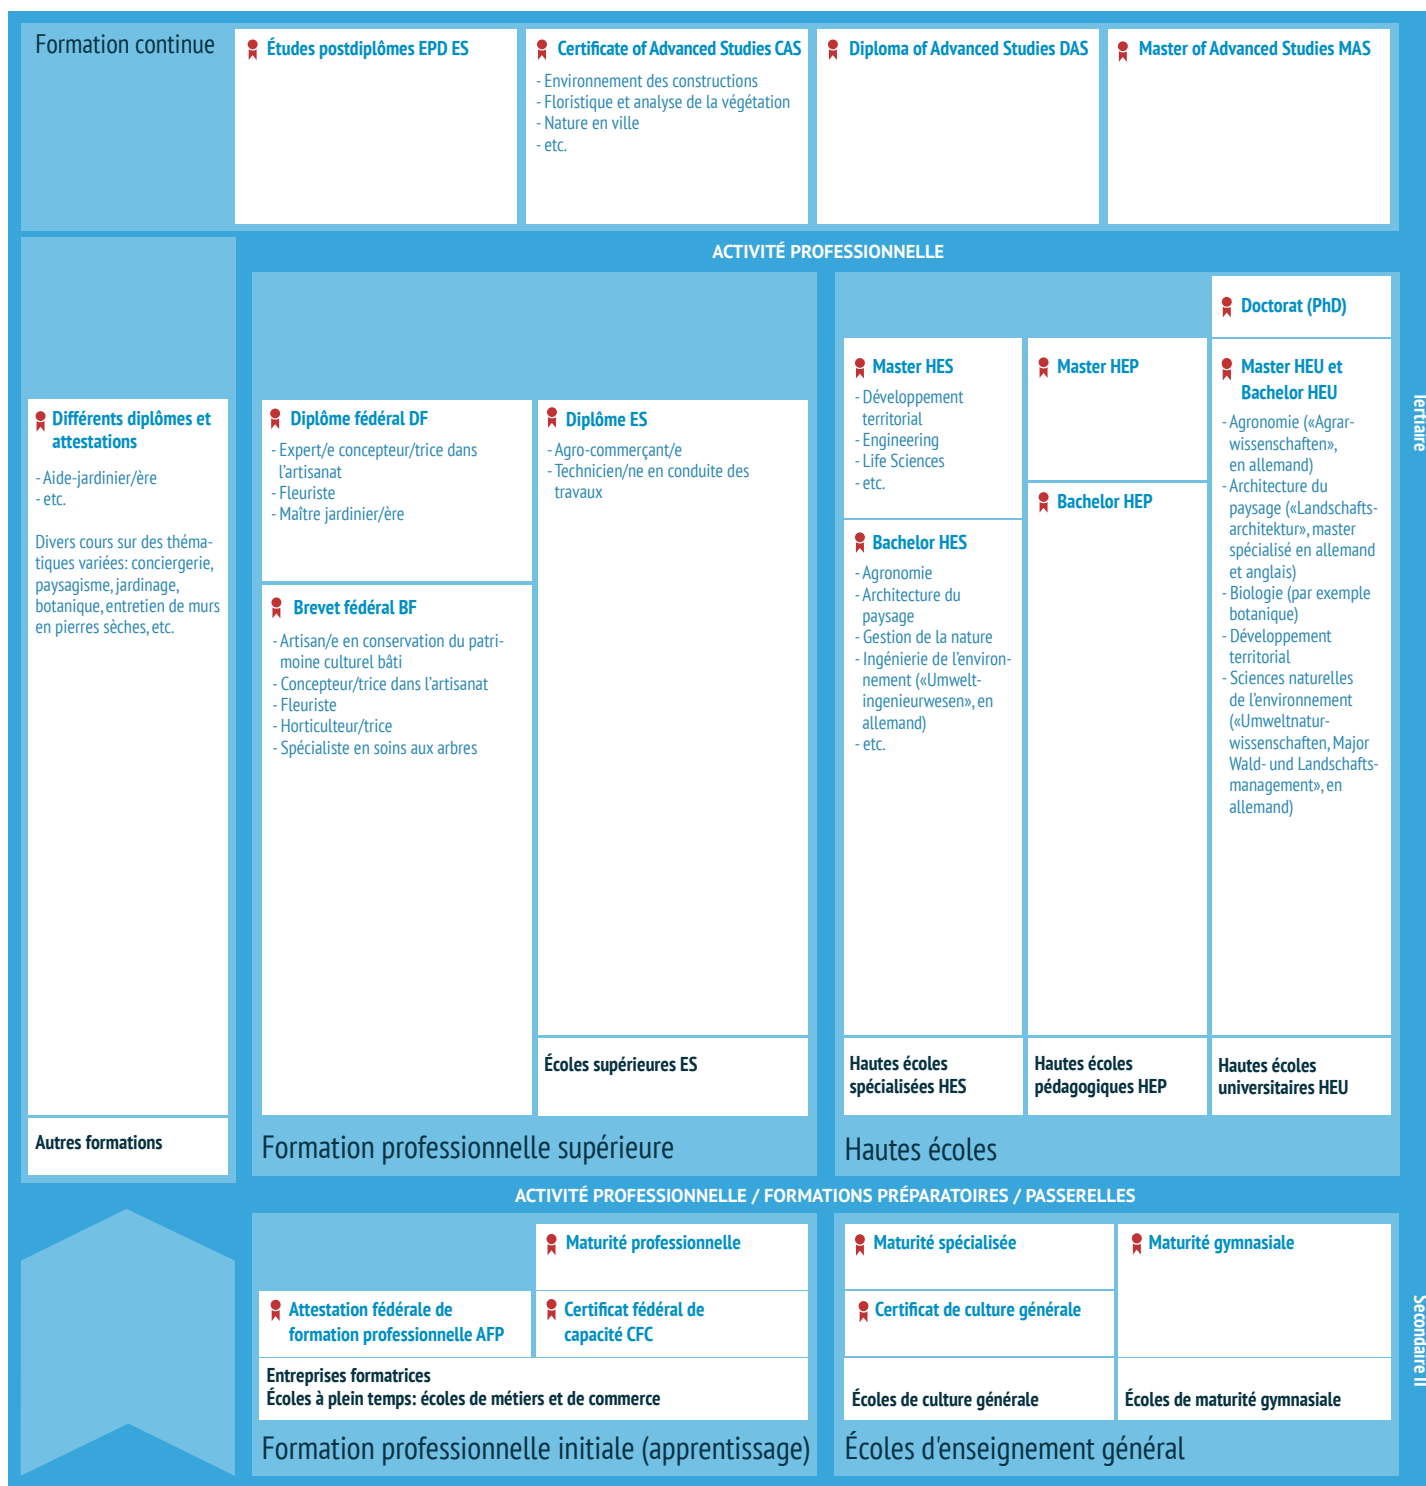 Formation continue
Études postdiplômes EPD ES
Certificate of Advanced Studies CAS
- Environnement des constructions
- Floristique et analyse de la végétation
- Nature en ville
- etc.
Diploma of Advanced Studies DAS
Master of Advanced Studies MAS
ACTIVITÉ PROFESSIONNELLE
Différents diplômes et
attestations
- Aide-jardinier/ère
- etc.
Divers cours sur des théma-
tiques variées: conciergerie,
paysagisme, jardinage,
botanique, entretien de murs
en pierres sèches, etc.
Autres formations
Diplôme fédéral DF
- Expert/e concepteur/trice dans
l'artisanat
- Fleuriste
- Maître jardinier/ère
Brevet fédéral BF
- Artisan/e en conservation du patri-
moine culturel bâti
- Concepteur/trice dans l'artisanat
- Fleuriste
- Horticulteur/trice
- Spécialiste en soins aux arbres
Diplôme ES
- Agro-commerçant/e
- Technicien/ne en conduite des
travaux
Écoles supérieures ES
Formation professionnelle supérieure
Master HES
- Développement
territorial
- Engineering
- Life Sciences
- etc.
Bachelor HES
- Agronomie
- Architecture du
paysage
- Gestion de la nature
- Ingénierie de l'environ-
nement («Umwelt-
ingenieurwesen», en
allemand)
- etc.
Hautes écoles
spécialisées HES
Master HEP
Bachelor HEP
Hautes écoles
pédagogiques HEP
Doctorat (PhD)
Master HEU et
Bachelor HEU
- Agronomie («Agrar-
wissenschaften»,
en allemand)
- Architecture du
paysage («Landschafts-
architektur», master
spécialisé en allemand
et anglais)
- Biologie (par exemple
botanique)
- Développement
territorial
- Sciences naturelles
de l'environnement
(«Umweltnatur-
wissenschaften, Major
Wald- und Landschafts-
management», en
allemand)
Hautes écoles
universitaires HEU
Hautes écoles
Tertiaire
ACTIVITÉ PROFESSIONNELLE / FORMATIONS PRÉPARATOIRES / PASSERELLES
Maturité professionnelle
Attestation fédérale de
formation professionnelle AFP
Certificat fédéral de
capacité CFC
Entreprises formatrices
Écoles à plein temps: écoles de métiers et de commerce
Formation professionnelle initiale (apprentissage)
Maturité spécialisée
Certificat de culture générale
Écoles de culture générale
Maturité gymnasiale
Écoles de maturité gymnasiale
Écoles d'enseignement général
Secondaire II